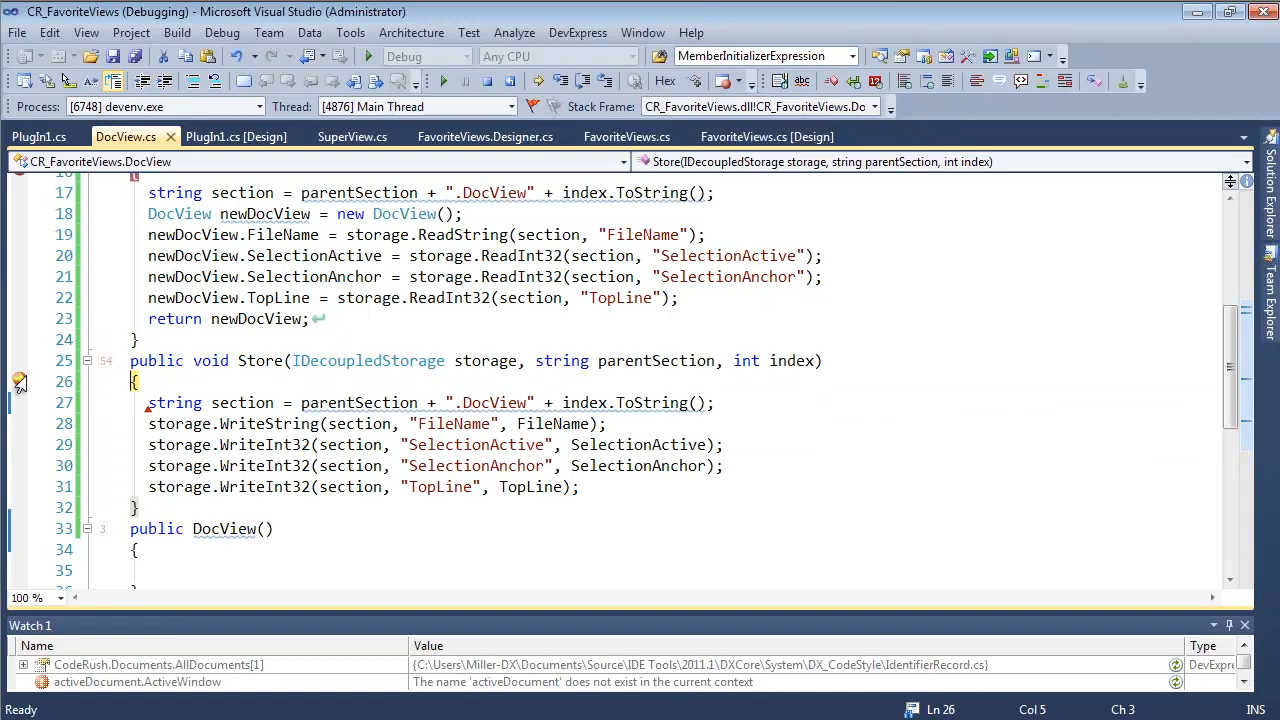 CR_FavoriteViews (Debugging) - Microsoft Visual Studio (Administrator)
File Edit View Project Build Debug Team Data Tools Architecture Test Analyze DevExpress Window Help
Debug Any CPU MemberInitializerExpression
Hex
Process: [6748] devenv.exe Thread: [4876] Main Thread Stack Frame: CR_FavoriteViews.dll!CR_FavoriteViews.Do
PlugIn1.cs DocView.cs PlugIn1.cs [Design] SuperView.cs FavoriteViews.Designer.cs FavoriteViews.cs FavoriteViews.cs [Design]
CR_FavoriteViews.DocView Store(IDecoupledStorage storage, string parentSection, int index)
16 {
17 string section = parentSection + ".DocView" + index.ToString();
18 DocView newDocView = new DocView();
19 newDocView.FileName = storage.ReadString(section, "FileName");
20 newDocView.SelectionActive = storage.ReadInt32(section, "SelectionActive");
21 newDocView.SelectionAnchor = storage.ReadInt32(section, "SelectionAnchor");
22 newDocView.TopLine = storage.ReadInt32(section, "TopLine");
23 return newDocView;
24 }
25 54 public void Store(IDecoupledStorage storage, string parentSection, int index)
26 {
27 string section = parentSection + ".DocView" + index.ToString();
28 storage.WriteString(section, "FileName", FileName);
29 storage.WriteInt32(section, "SelectionActive", SelectionActive);
30 storage.WriteInt32(section, "SelectionAnchor", SelectionAnchor);
31 storage.WriteInt32(section, "TopLine", TopLine);
32 }
33 3 public DocView()
34 {
35
36 }
100 %
Solution Explorer
Team Explorer
Watch 1
Name Value Type
CodeRush.Documents.AllDocuments[1] {C:\Users\Miller-DX\Documents\Source\IDE Tools\2011.1\DXCore\System\DX_CodeStyle\IdentifierRecord.cs} DevExpr
activeDocument.ActiveWindow The name 'activeDocument' does not exist in the current context
Ready Ln 26 Col 5 Ch 3 INS